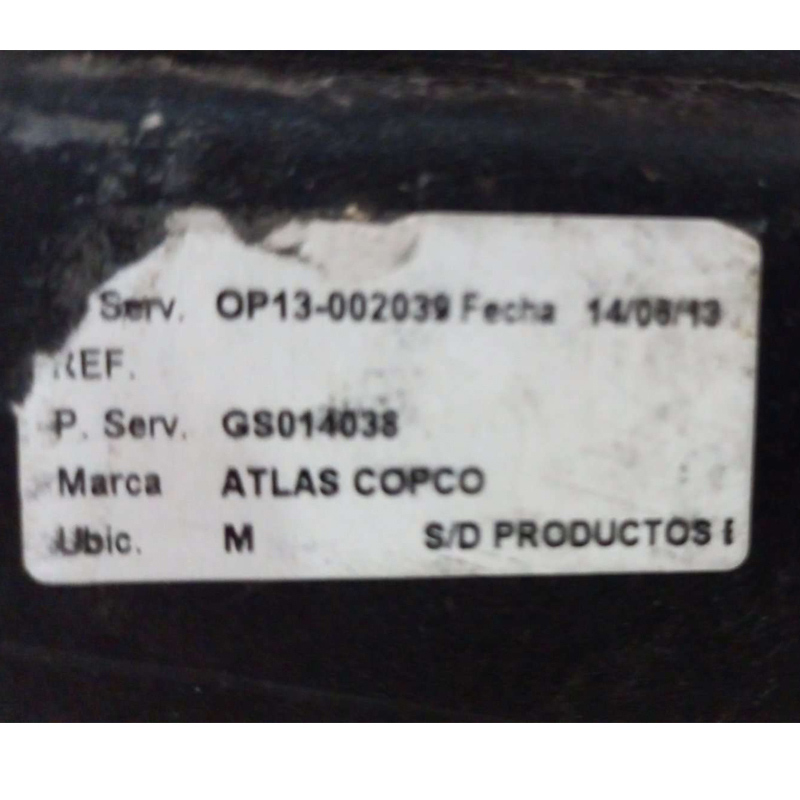 Serv. OP13-002039 Fecha 14/08/13
REF.
P. Serv. GS014038
Marca ATLAS COPCO
Ubic. M S/D PRODUCTOS